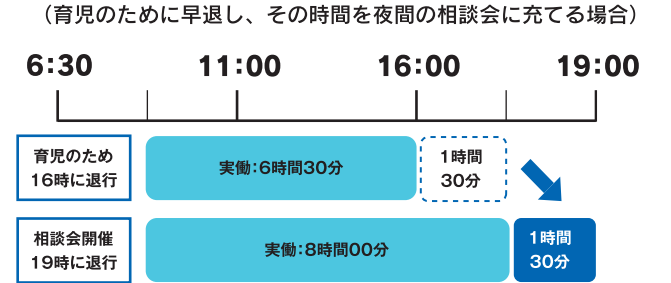 （育児のために早退し、その時間を夜間の相談会に充てる場合）
6:30
11:00
16:00
19:00
育児のため
16時に退行
実働:6時間30分
1時間
30分
相談会開催
19時に退行
実働:8時間00分
1時間
30分